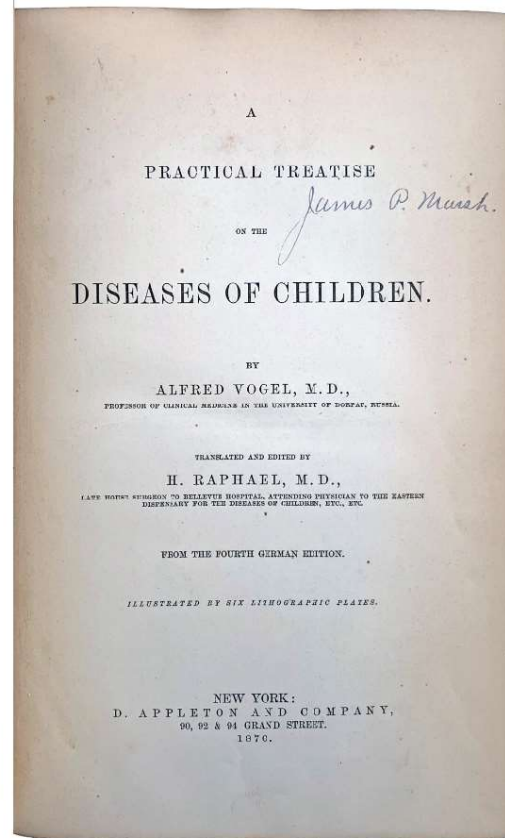 A
PRACTICAL TREATISE
James P. Marsh.
ON THE
DISEASES OF CHILDREN.
BY
ALFRED VOGEL, M.D.,
PROFESSOR OF CLINICAL MEDICINE IN THE UNIVERSITY OF DORPAT, RUSSIA.
TRANSLATED AND EDITED BY
H. RAPHAEL, M.D.,
LATE HOUSE SURGEON TO BELLEVUE HOSPITAL, ATTENDING PHYSICIAN TO THE EASTERN
DISPENSARY FOR THE DISEASES OF CHILDREN, ETC., ETC.
FROM THE FOURTH GERMAN EDITION.
ILLUSTRATED BY SIX LITHOGRAPHIC PLATES.
NEW YORK:
D. APPLETON AND COMPANY,
90, 92 & 94 GRAND STREET.
1870.